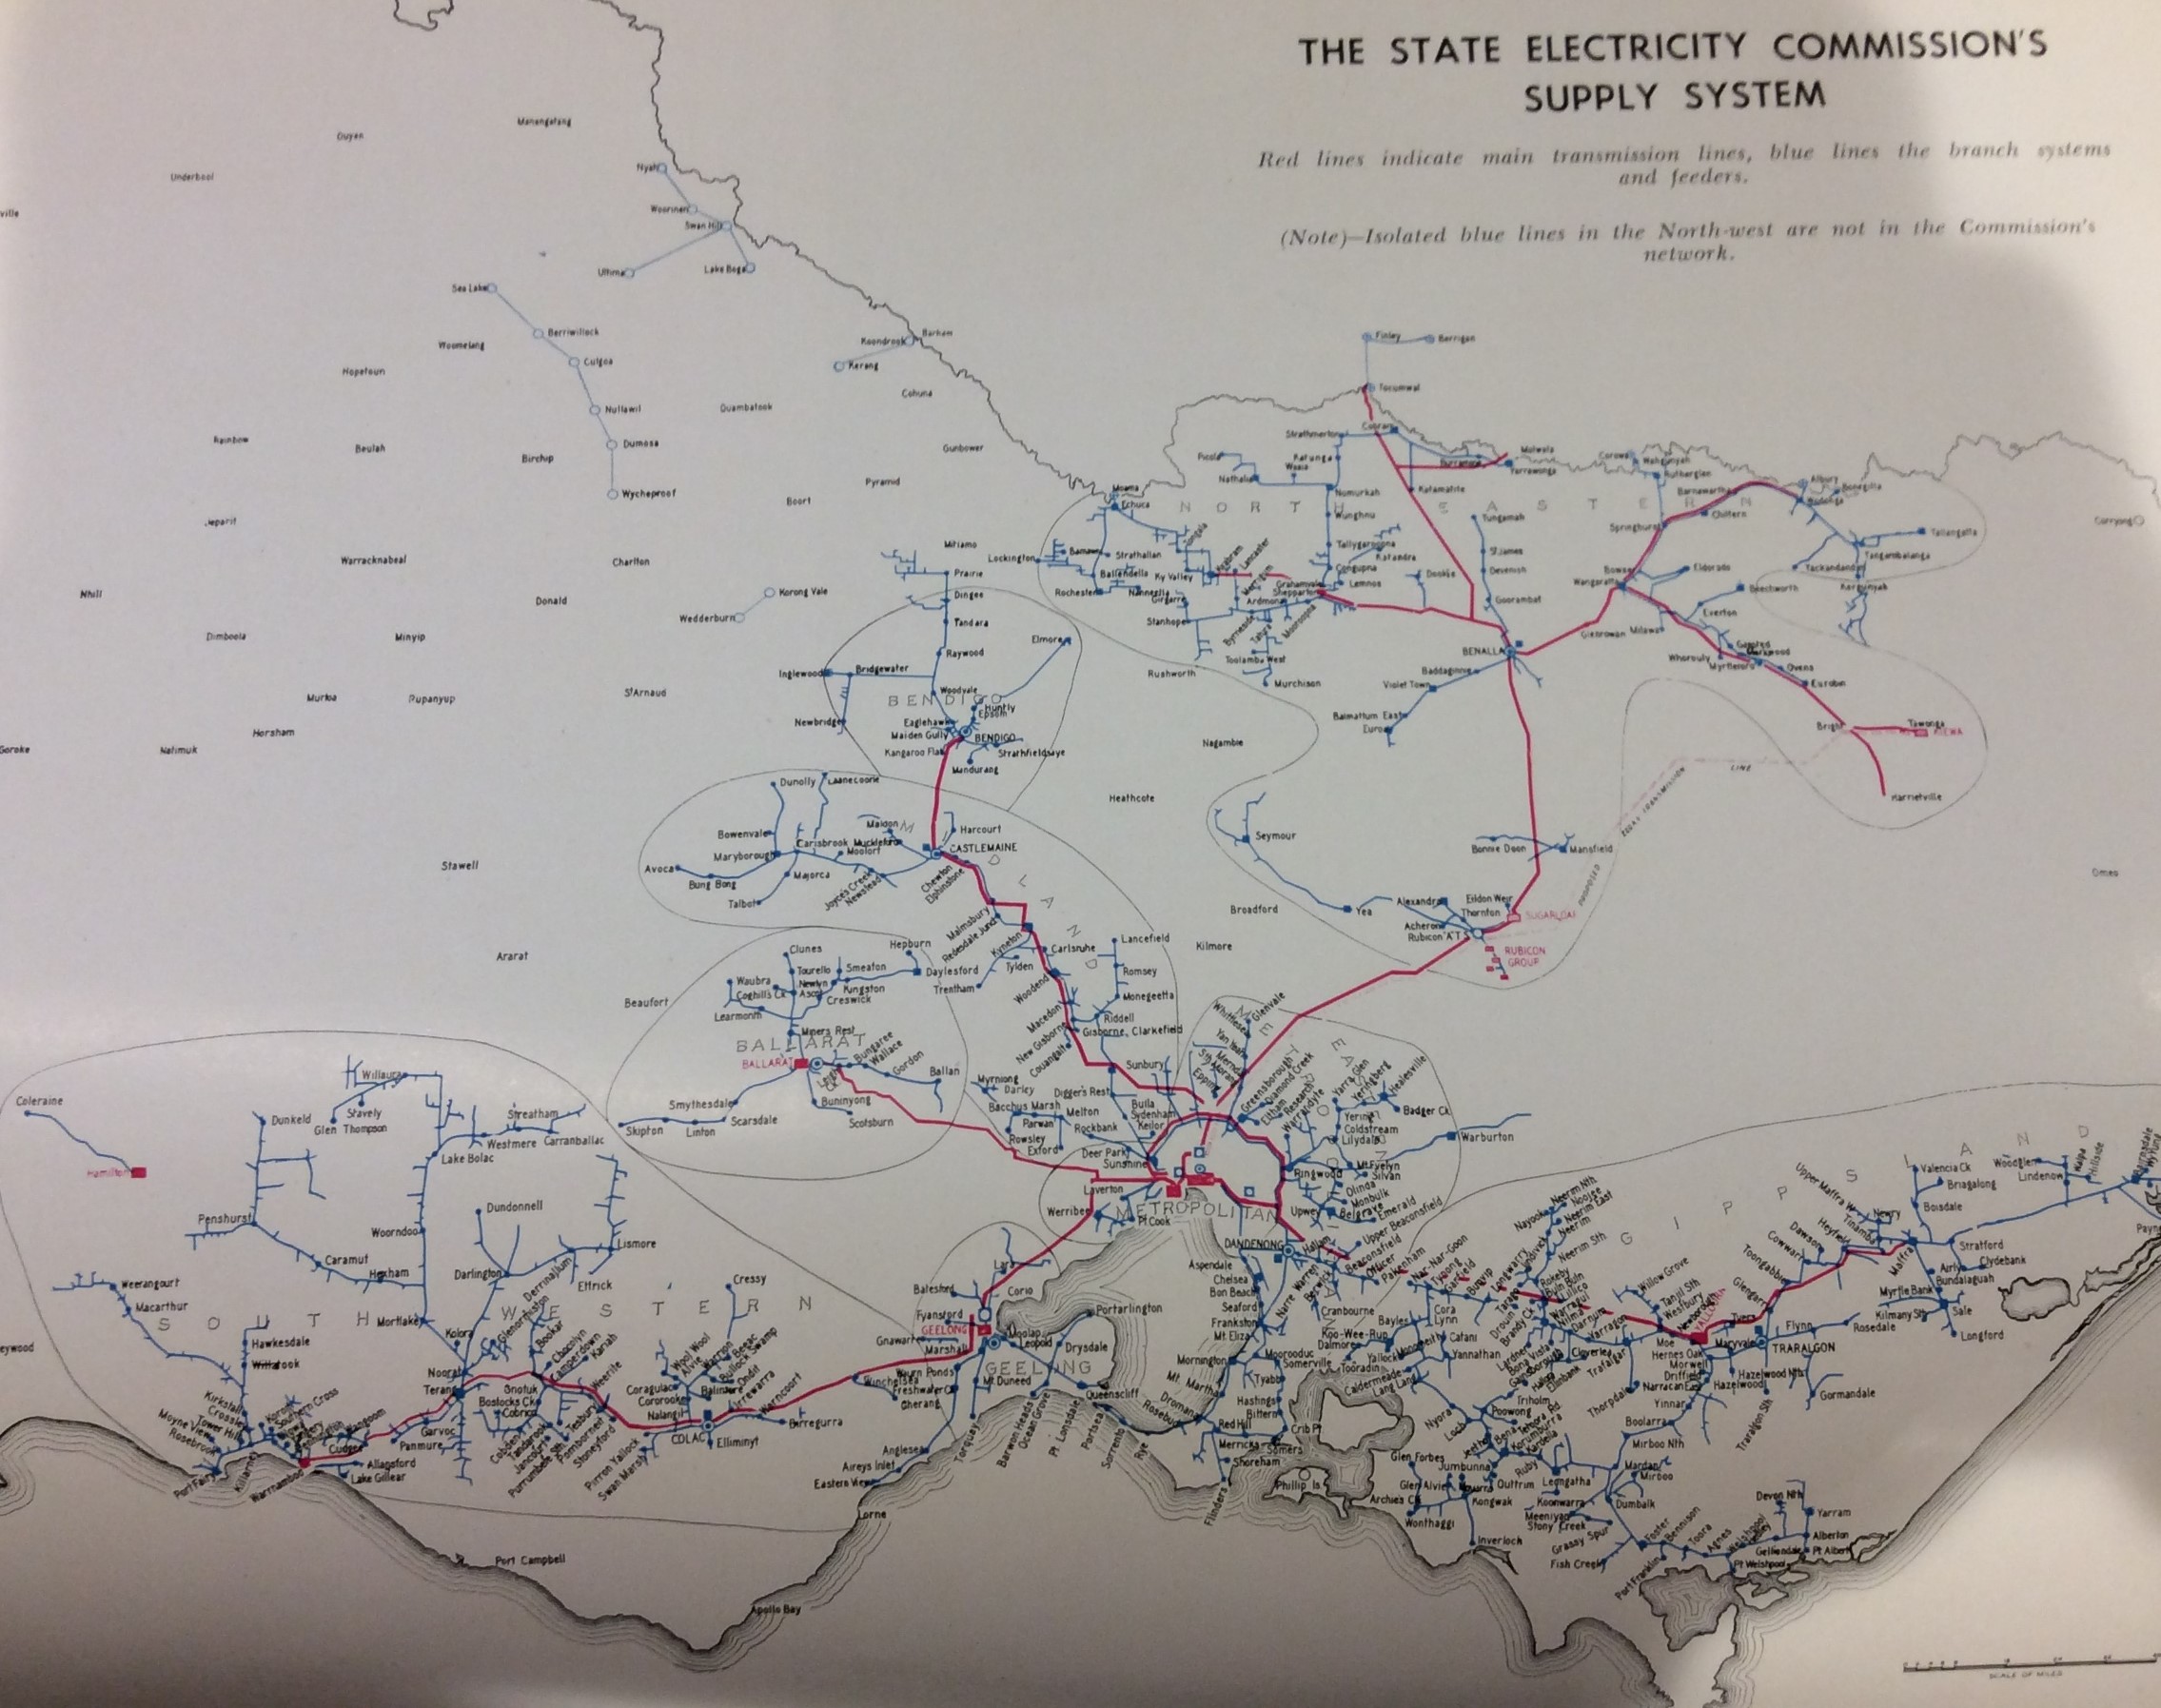 THE STATE ELECTRICITY COMMISSION'S
SUPPLY SYSTEM
Red lines indicate main transmission lines, blue lines the branch systems
and feeders.
(Note)—Isolated blue lines in the North-west are not in the Commission's
network.
Manangatang
Ouyen
Underbool
Nyah
Woorinen
Swan Hill
Ultima
Lake Boga
Sea Lake
Berriwillock
Woomelang
Culgoa
Hopetoun
Nullawil
Quambatook
Koondrook
Barham
Kerang
Cohuna
Finley
Berrigan
Tocumwal
Rainbow
Beulah
Birchip
Dumosa
Gunbower
Wycheproof
Boort
Pyramid
Jeparit
Warracknabeal
Charlton
Mitiamo
Nhill
Donald
Wedderburn
Korong Vale
Dimboola
Minyip
Murtoa
Rupanyup
St Arnaud
Horsham
Natimuk
Goroke
Strathmerton
Cobram
Picola
Katunga
Waaia
Nathalia
Numurkah
Katamatite
Mulwala
Yarrawonga
Corowa
Wahgunyah
Rutherglen
Barnawartha
Albury
Bonegilla
Wodonga
Corryong
NORTH EASTERN
Moama
Echuca
Wunghnu
Tungamah
Springhurst
Chiltern
Tallangatta
Lockington
Bamawm
Strathallan
Tallygaroopna
Katandra
St James
Tangambalanga
Ballendella
Ky Valley
Lancaster
Congupna
Lemnos
Dookie
Devenish
Bowser
Eldorado
Yackandandah
Rochester
Nanneella
Girgarre
Merrigum
Grahamvale
Shepparton
Ardmona
Mooroopna
Goorambat
Wangaratta
Beechworth
Kergunyah
Stanhope
Byrneside
Tatura
Glenrowan
Milawa
Everton
Toolamba West
Murchison
Rushworth
BENALLA
Baddaginnie
Violet Town
Whorouly
Myrtleford
Ovens
Eurobin
Balmattum East
Euroa
Bright
Tawonga
KIEWA
Harrietville
Prairie
Dingee
Tandara
Elmore
Raywood
Inglewood
Bridgewater
Woodvale
BENDIGO
Huntly
Epsom
Newbridge
Eaglehawk
Maiden Gully
BENDIGO
Kangaroo Flat
Strathfieldsaye
Mandurang
Nagambie
Heathcote
PROPOSED
KIEWA TRANSMISSION
LINE
Dunolly
Laanecoorie
Maldon
Harcourt
Bowenvale
Carisbrook
Muckleford
CASTLEMAINE
Maryborough
Moolort
Avoca
Bung Bong
Majorca
Joyce's Creek
Newstead
Chewton
Elphinstone
Talbot
MIDLAND
Seymour
Bonnie Doon
Mansfield
Stawell
Omeo
Malmsbury
Redesdale Junc
Kyneton
Broadford
Yea
Alexandra
Eildon Weir
Thornton
SUGARLOAF
Acheron
Rubicon 'A' T
RUBICON
GROUP
Ararat
Clunes
Hepburn
Carlsruhe
Lancefield
Kilmore
Waubra
Tourello
Smeaton
Daylesford
Tylden
Romsey
Beaufort
Coghill's Ck
Newlyn
Ascot
Kingston
Trentham
Creswick
Woodend
Monegeetta
Learmonth
Macedon
Riddell
Miners Rest
New Gisborne
Gisborne, Clarkefield
BALLARAT
Bungaree
Wallace
Couangalt
BALLARAT
Gordon
Ballan
Sunbury
Whittlesea
Glenvale
Yan Yean
Mernda
Sth Morang
Epping
Smythesdale
Buninyong
Myrniong
Darley
Digger's Rest
Skipton
Linton
Scarsdale
Scotsburn
Bacchus Marsh
Melton
Bulla
Sydenham
Keilor
Parwan
Rockbank
Rowsley
Exford
Deer Park
Sunshine
Greensborough
Diamond Creek
Eltham
Research
Warrandyte
Yarra Glen
Yeringberg
Healesville
Badger Ck
Yering
Coldstream
Lilydale
Warburton
Ringwood
Mt Evelyn
Silvan
Olinda
Monbulk
Belgrave
Emerald
Upwey
Upper Beaconsfield
Coleraine
Hamilton
Willaura
Stavely
Glen Thompson
Dunkeld
Streatham
Westmere
Carranballac
Lake Bolac
Laverton
Werribee
Pt Cook
METROPOLITAN
DANDENONG
Penshurst
Dundonnell
Woorndoo
Lismore
Caramut
Hexham
Darlington
Derrinallum
Effrick
Cressy
Lara
Weerangourt
Macarthur
SOUTH WESTERN
Mortlake
Balesford
Corio
Fyansford
GEELONG
Portarlington
Hawkesdale
Kolora
Glenormiston
Bookar
Gnawarre
Marshall
Moolap
Leopold
Drysdale
GEELONG
Willatook
Noorat
Terang
Chocolyn
Camperdown
Kariah
Weerite
Wool Wool
Alvie
Warrion
Beeac
Ondit
Winchelsea
Waurn Ponds
Freshwater Ck
Gherang
Mt Duneed
Queenscliff
Kirkstall
Crossley
Tower Hill
Moyne View
Rosebrook
Gnotuk
Bostocks Ck
Cobrico
Coragulac
Cororooke
Balintore
Irrewarra
Warncourt
Birregurra
Nalangil
COLAC
Elliminyt
Cudgee
Garvoc
Panmure
Allansford
Lake Gillear
Port Fairy
Killarney
Warrnambool
Tesbury
Pomborneit
Stoneyford
Pirron Yallock
Swan Marsh
Anglesea
Aireys Inlet
Eastern View
Torquay
Barwon Heads
Ocean Grove
Pt. Lonsdale
Portsea
Sorrento
Rye
Lorne
Port Campbell
Apollo Bay
Aspendale
Chelsea
Bon Beach
Seaford
Frankston
Mt Eliza
Hallam
Narre Warren
Berwick
Beaconsfield
Officer
Pakenham
Nar-Nar-Goon
Tynong
Garfield
Bunyip
Longwarry
Cranbourne
Mornington
Moorooduc
Somerville
Mt. Martha
Tyabb
Hastings
Bittern
Dromana
Rosebud
Red Hill
Crib Pt
Merricks
Somers
Shoreham
Flinders
Phillip Is
Koo-Wee-Rup
Dalmore
Tooradin
Bayles
Cora
Lynn
Catani
Yallock
Monomeith
Yannathan
Caldermeade
Lang Lang
Nyora
Loch
Poowong
Triholm
Bena
Korumburra
Kardella
Ruby
Glen Forbes
Jumbunna
Glen Alvie
Outtrim
Leongatha
Archie's Ck
Kongwak
Koonwarra
Wonthaggi
Inverloch
Meeniyan
Stony Creek
Grassy Spur
Fish Creek
Dumbalk
Mardan
Mirboo
Mirboo Nth
Boolarra
Yinnar
Foster
Bennison
Toora
Agnes
Welshpool
Port Franklin
Pt Welshpool
Devon Nth
Yarram
Alberton
Gelliondale
Pt Albert
GIPPSLAND
Neerim Nth
Noojee
Nayook
Neerim East
Neerim
Neerim Sth
Rokeby
Buln Buln
Lillico
Warragul
Nilma
Darnum
Yarragon
Trafalgar
Drouin
Brandy Ck
Lardner
Bona Vista
Ellinbank
Cloverlea
Thorpdale
Willow Grove
Tanjil Sth
Westbury
Newborough
YALLOURN
Moe
Hernes Oak
Morwell
Driffield
Narracan East
Maryvale
Tyers
TRARALGON
Hazelwood Nth
Hazelwood
Traralgon Sth
Gormandale
Flynn
Rosedale
Kilmany Sth
Glengarry
Toongabbie
Cowwarr
Dawson
Heyfield
Upper Maffra W
Newry
Tinamba
Maffra
Valencia Ck
Briagalong
Boisdale
Stratford
Airly
Clydebank
Bundalaguah
Myrtle Bank
Sale
Longford
Woodglen
Lindenow
Hillside
Bairnsdale
SCALE OF MILES